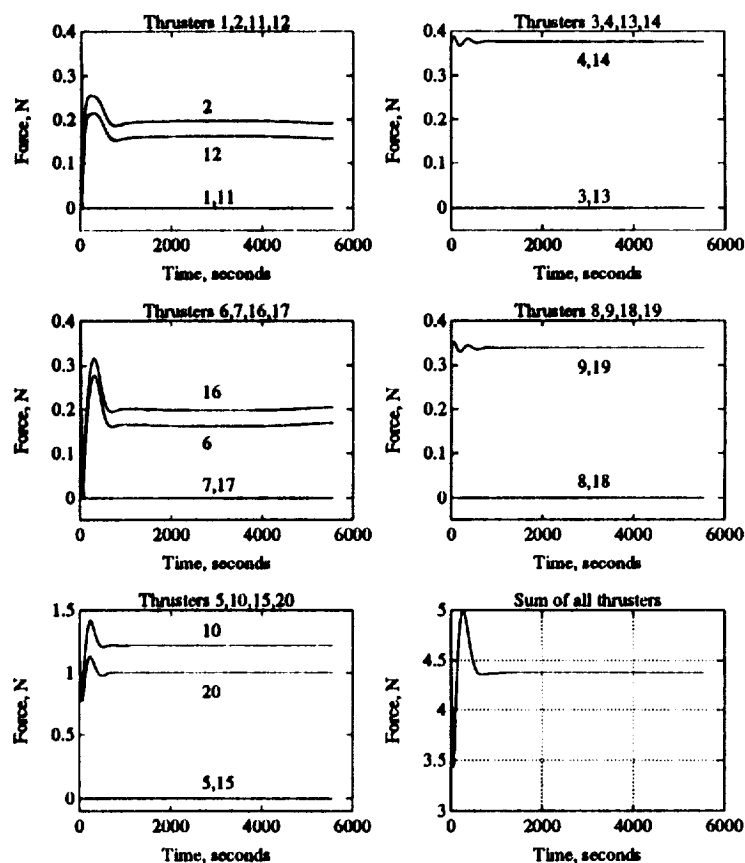 Thrusters 1,2,11,12
0.4
0.3
0.2
0.1
0
Force, N
2
12
1,11
0 2000 4000 6000
Time, seconds
Thrusters 3,4,13,14
0.4
0.3
0.2
0.1
0
Force, N
4,14
3,13
0 2000 4000 6000
Time, seconds
Thrusters 6,7,16,17
0.4
0.3
0.2
0.1
0
Force, N
16
6
7,17
0 2000 4000 6000
Time, seconds
Thrusters 8,9,18,19
0.4
0.3
0.2
0.1
0
Force, N
9,19
8,18
0 2000 4000 6000
Time, seconds
Thrusters 5,10,15,20
1.5
1
0.5
0
Force, N
10
20
5,15
0 2000 4000 6000
Time, seconds
Sum of all thrusters
5
4.5
4
3.5
3
Force, N
0 2000 4000 6000
Time, seconds